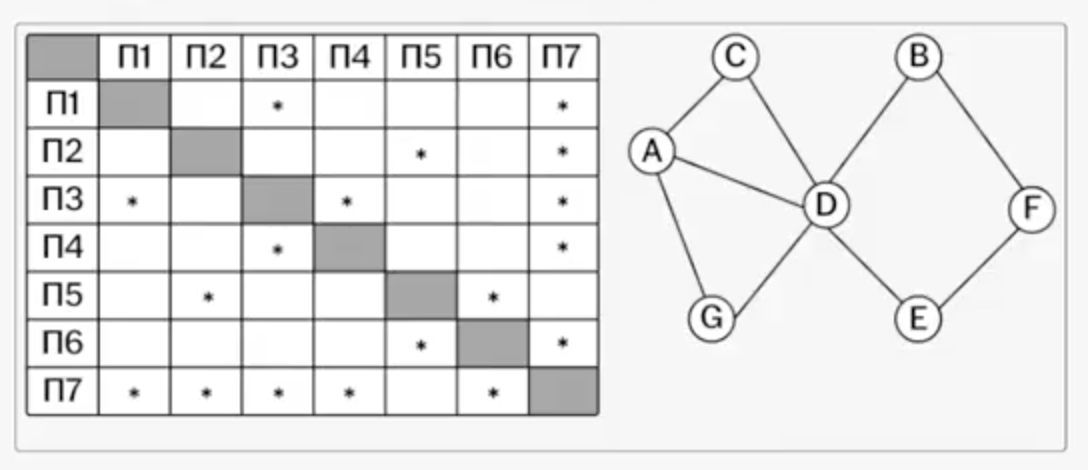 П1 П2 П3 П4 П5 П6 П7
П1 * *
П2 * *
П3 * * *
П4 * *
П5 * *
П6 * *
П7 * * * * *
C
B
A
D
F
G
E